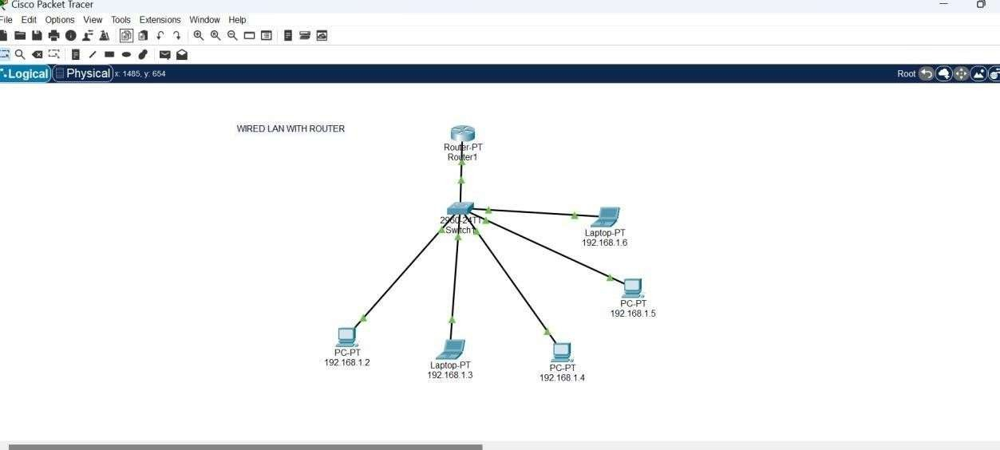 Cisco Packet Tracer
File Edit Options View Tools Extensions Window Help
Logical Physical x: 1485, y: 654
Root
WIRED LAN WITH ROUTER
Router-PT
Router1
2960-24TT
Switch1
Laptop-PT
192.168.1.6
PC-PT
192.168.1.5
PC-PT
192.168.1.2
Laptop-PT
192.168.1.3
PC-PT
192.168.1.4